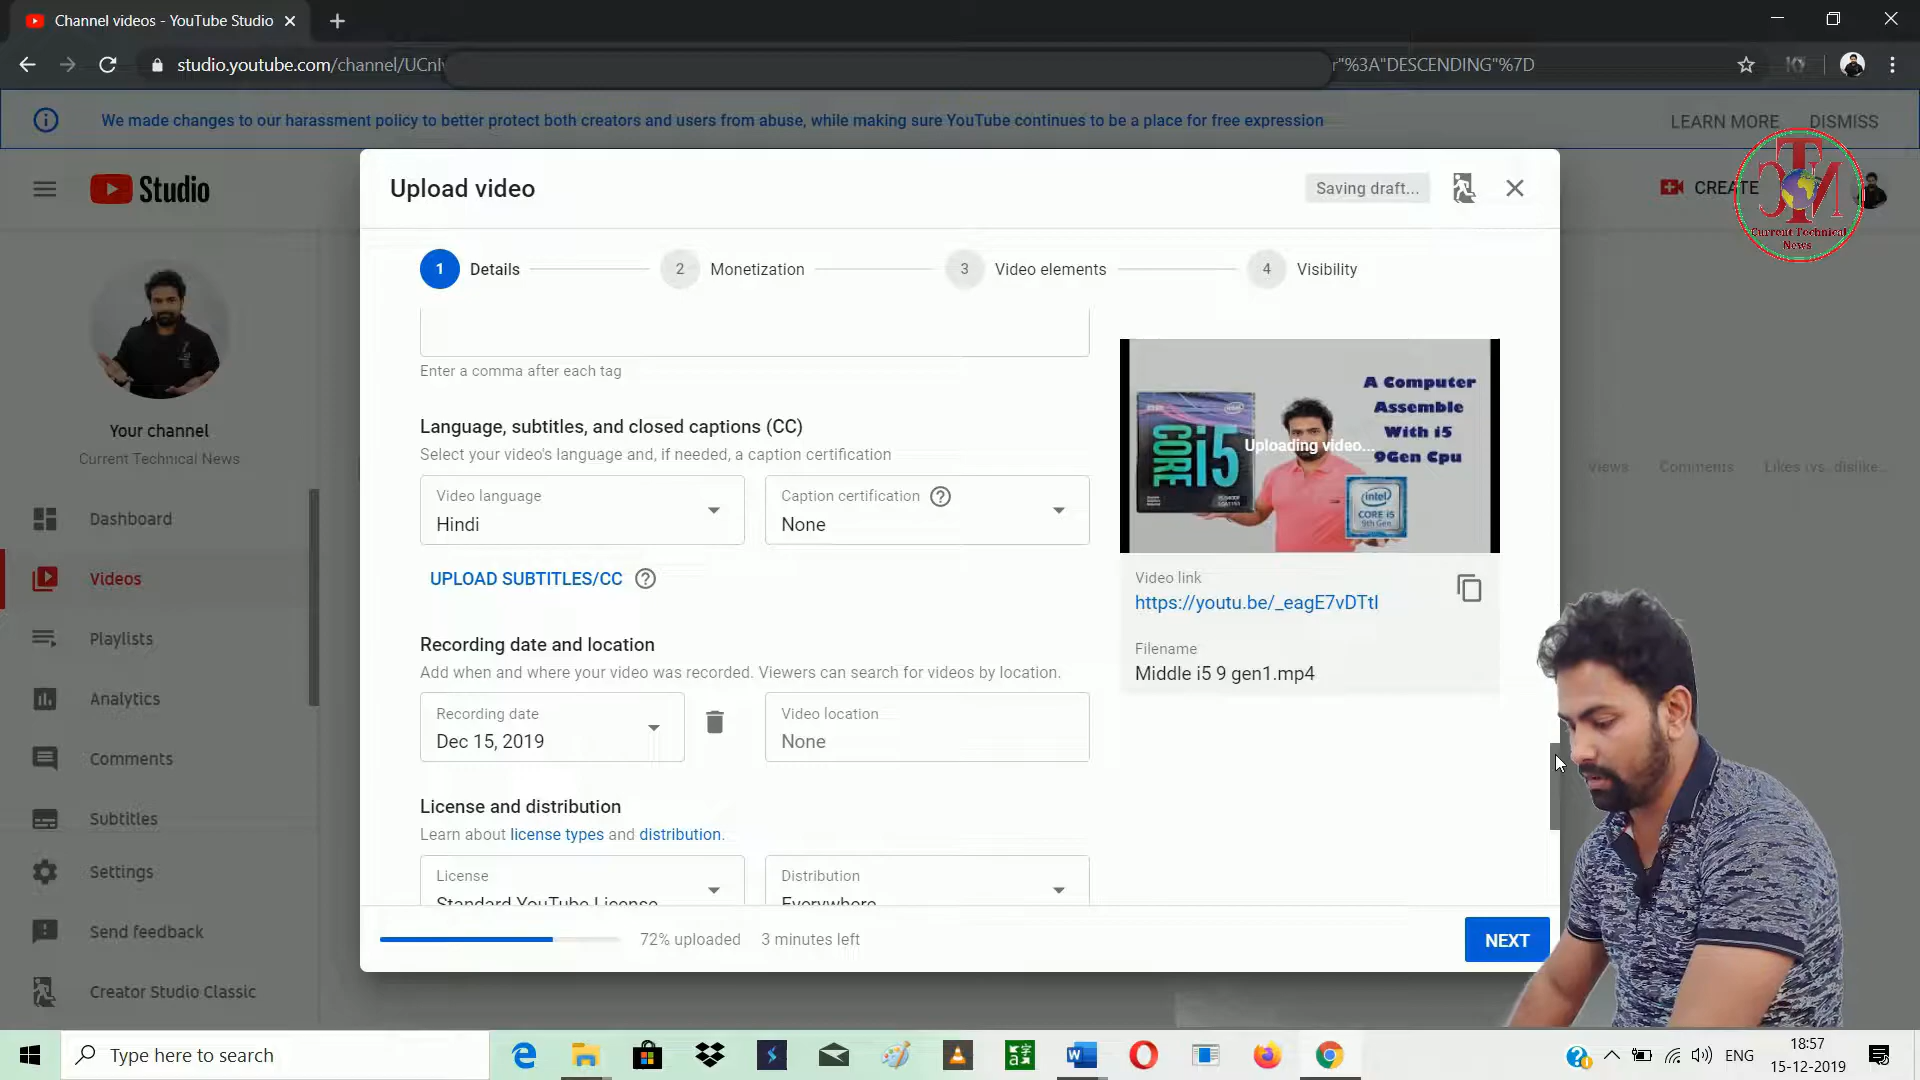 Channel videos - YouTube Studio
studio.youtube.com/channel/UCnl
r"%3A"DESCENDING"%7D
We made changes to our harassment policy to better protect both creators and users from abuse, while making sure YouTube continues to be a place for free expression
LEARN MORE
DISMISS
Studio
CREATE
CTN
Current Technical
News
Upload video
Saving draft...
1 Details
2 Monetization
3 Video elements
4 Visibility
Your channel
Current Technical News
Dashboard
Videos
Playlists
Analytics
Comments
Subtitles
Settings
Send feedback
Creator Studio Classic
Enter a comma after each tag
Language, subtitles, and closed captions (CC)
Select your video's language and, if needed, a caption certification
Video language
Hindi
Caption certification
None
UPLOAD SUBTITLES/CC
Recording date and location
Add when and where your video was recorded. Viewers can search for videos by location.
Recording date
Dec 15, 2019
Video location
None
License and distribution
Learn about license types and distribution.
License
Standard YouTube License
Distribution
Everywhere
A Computer
Assemble
With i5
9Gen Cpu
Uploading video...
CORE i5
intel
CORE i5
9th Gen
Video link
https://youtu.be/_eagE7vDTtI
Filename
Middle i5 9 gen1.mp4
Views
Comments
Likes (vs. dislike...
72% uploaded
3 minutes left
NEXT
Type here to search
ENG
18:57
15-12-2019